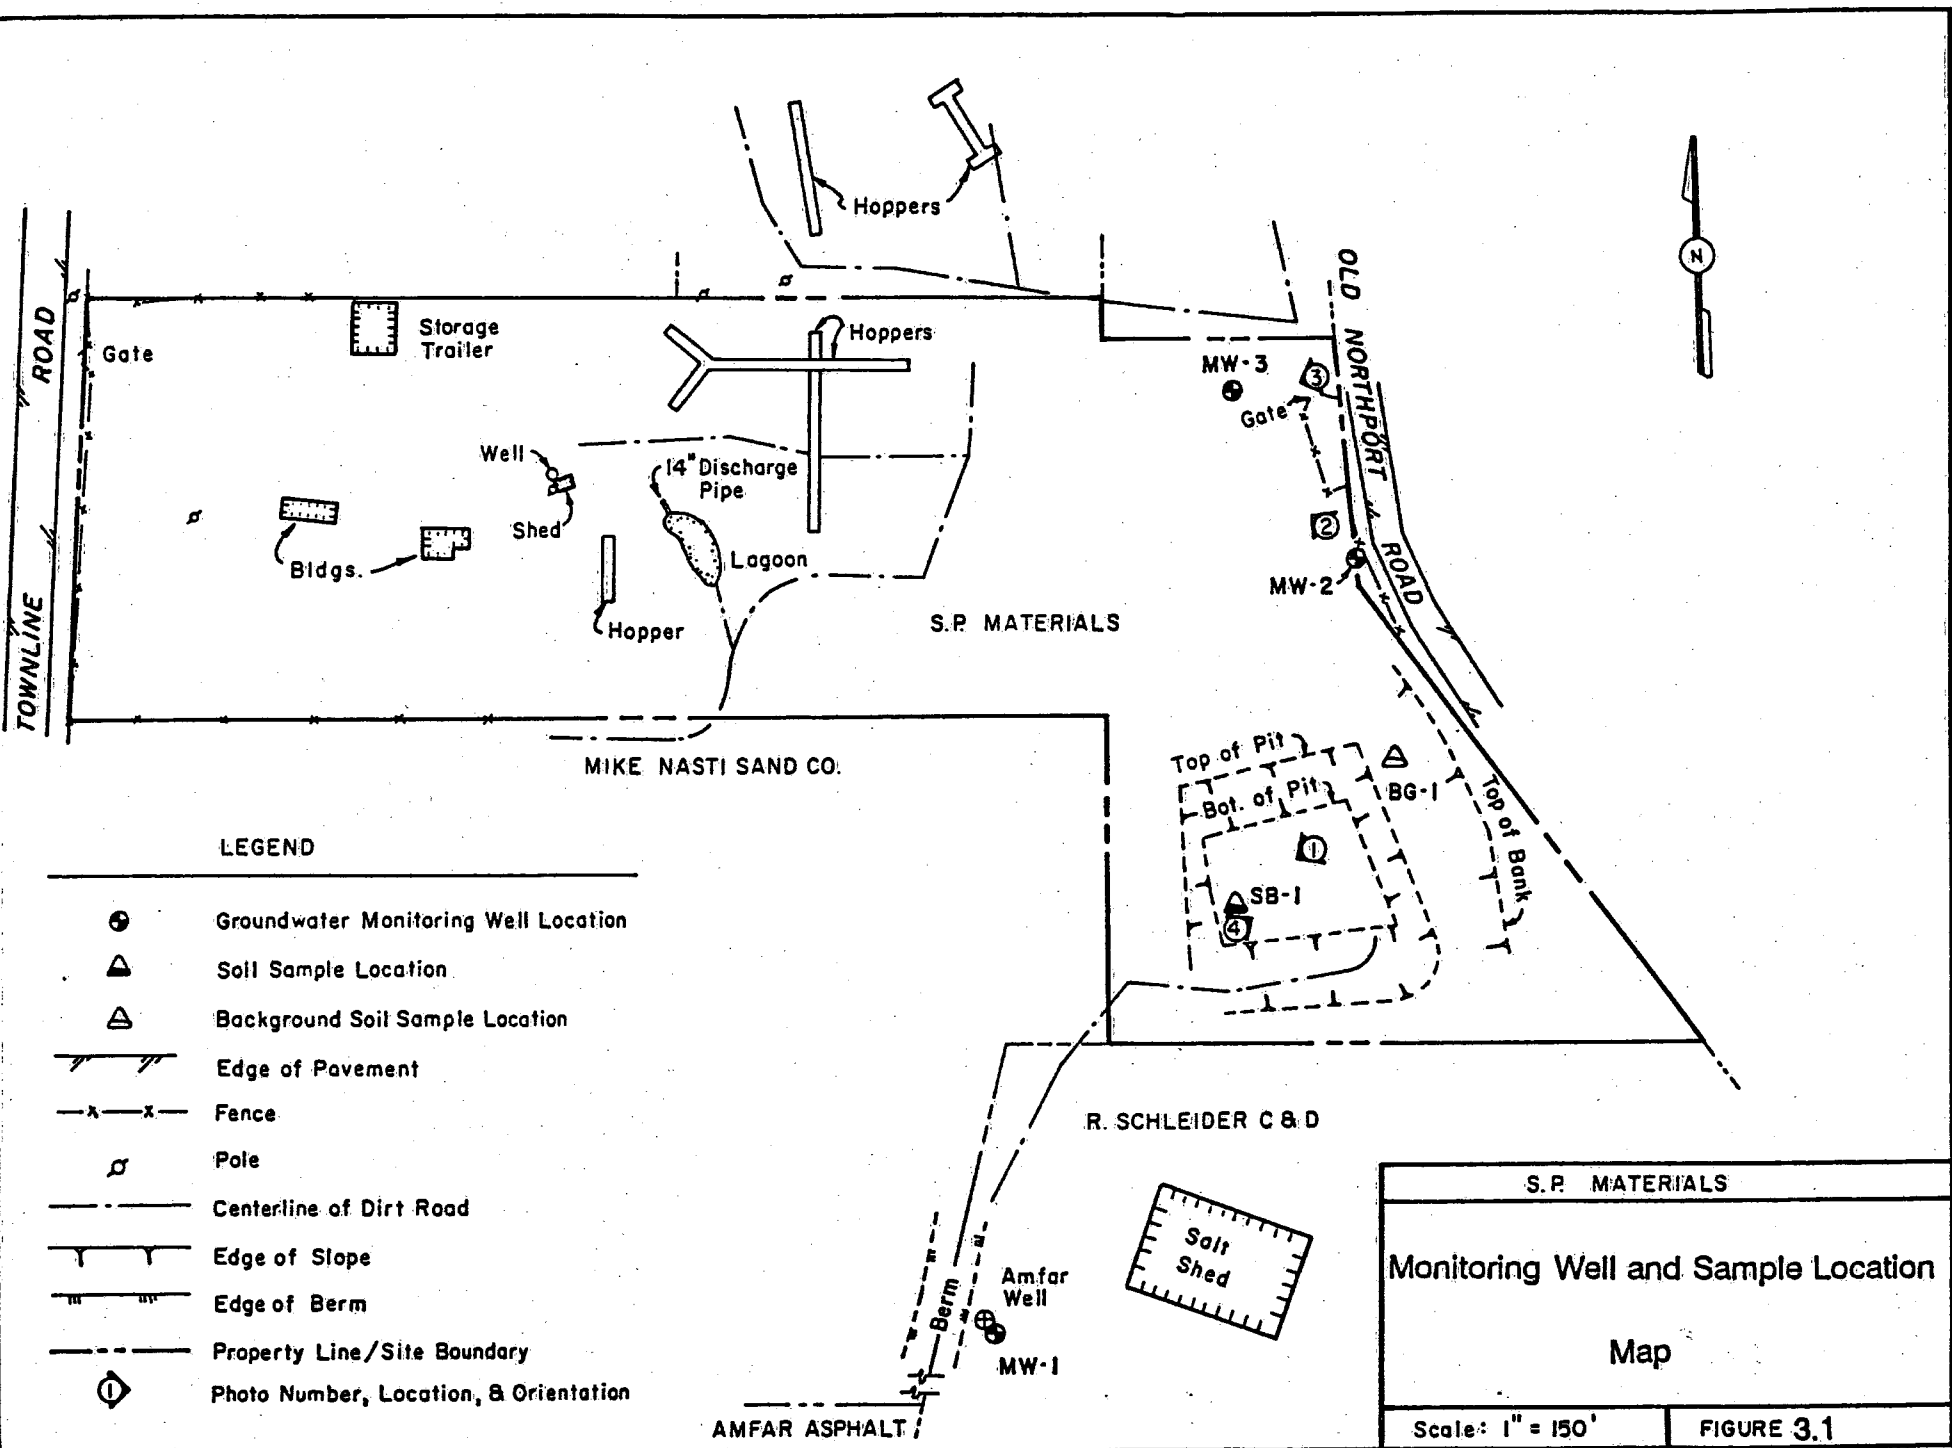 Hoppers
N
OLD NORTHPORT ROAD
TOWNLINE ROAD
Gate
Storage
Trailer
Hoppers
MW-3
3
Gate
Well
14" Discharge
Pipe
Shed
2
Bldgs.
Lagoon
MW-2
Hopper
S.P. MATERIALS
MIKE NASTI SAND CO.
Top of Pit
BG-1
Bot. of Pit
Top of Bank
1
SB-1
4
LEGEND
Groundwater Monitoring Well Location
Soil Sample Location
Background Soil Sample Location
Edge of Pavement
Fence
Pole
Centerline of Dirt Road
Edge of Slope
Edge of Berm
Property Line/Site Boundary
1
Photo Number, Location, & Orientation
R. SCHLEIDER C & D
Salt
Shed
Berm
Amfar
Well
MW-1
AMFAR ASPHALT
S.P. MATERIALS
Monitoring Well and Sample Location
Map
Scale: 1" = 150'
FIGURE 3.1